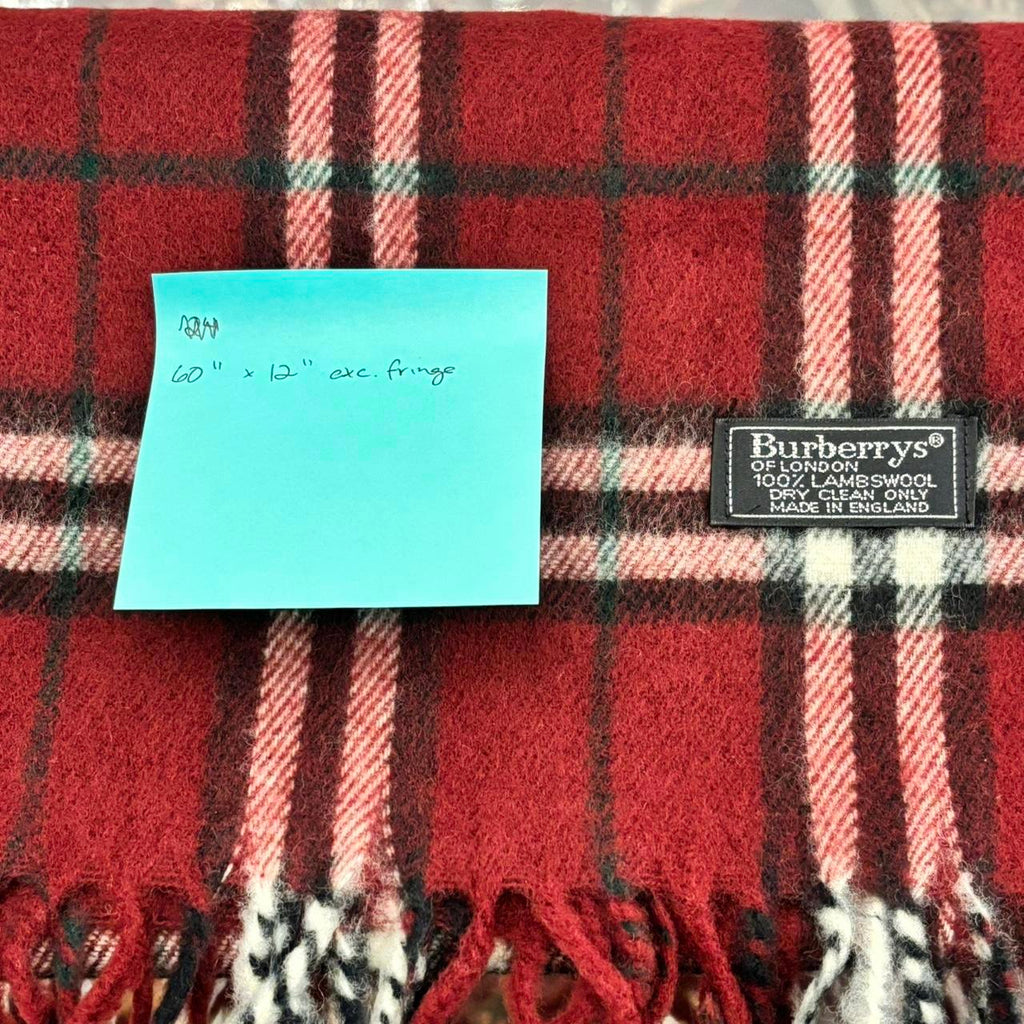 60" x 12" exc. fringe
Burberrys®
OF LONDON
100% LAMBSWOOL
DRY CLEAN ONLY
MADE IN ENGLAND